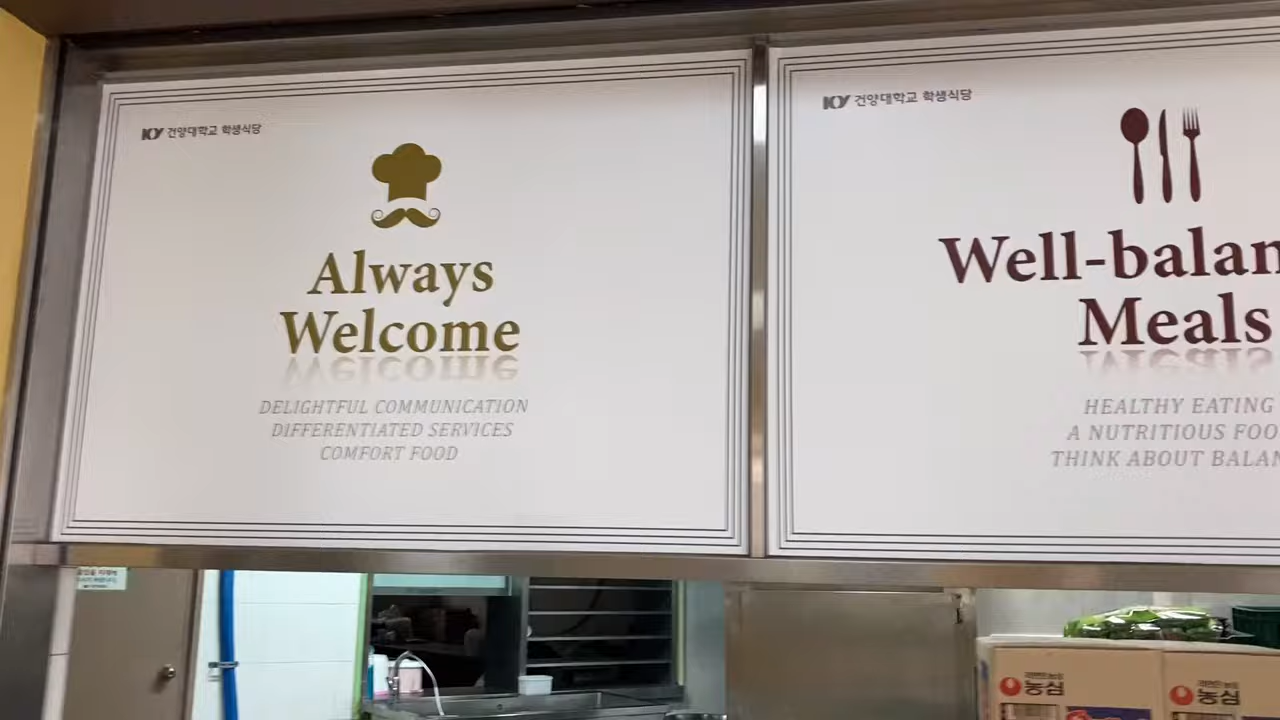 KY 건양대학교 학생식당
Always
Welcome
DELIGHTFUL COMMUNICATION
DIFFERENTIATED SERVICES
COMFORT FOOD
KY 건양대학교 학생식당
Well-balan
Meals
HEALTHY EATING
A NUTRITIOUS FOO
THINK ABOUT BALAN
농심
농심